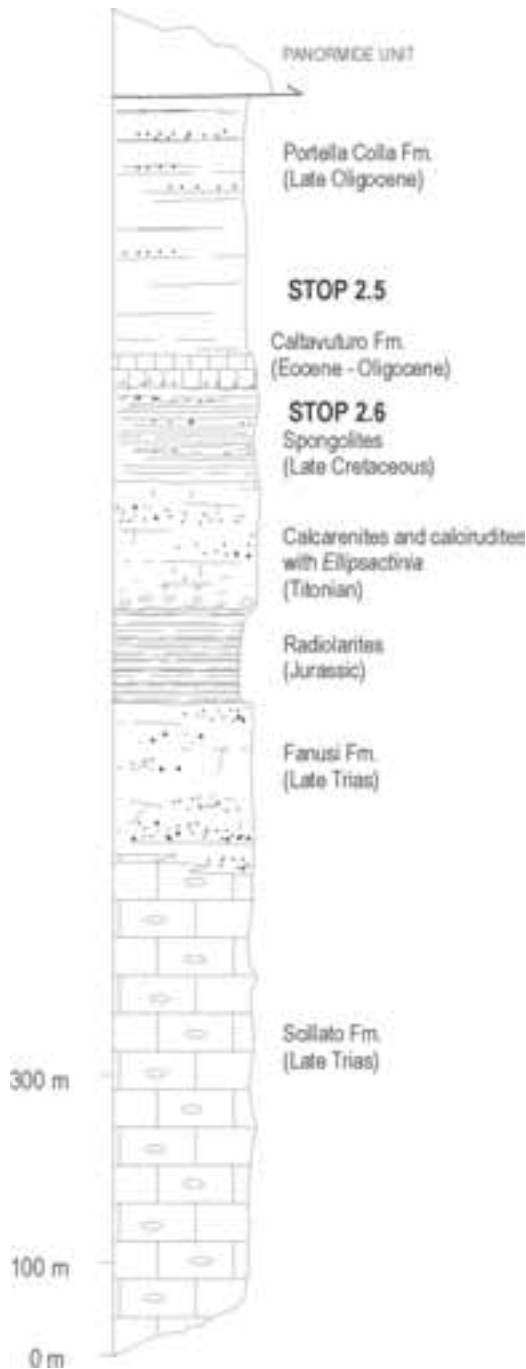 PANORMIDE UNIT
Portella Colla Fm.
(Late Oligocene)
STOP 2.5
Caltavuturo Fm.
(Eocene - Oligocene)
STOP 2.6
Spongolites
(Late Cretaceous)
Calcarenites and calcirudites
with Ellipsactinia
(Titonian)
Radiolarites
(Jurassic)
Fanusi Fm.
(Late Trias)
Scillato Fm.
(Late Trias)
300 m
100 m
0 m